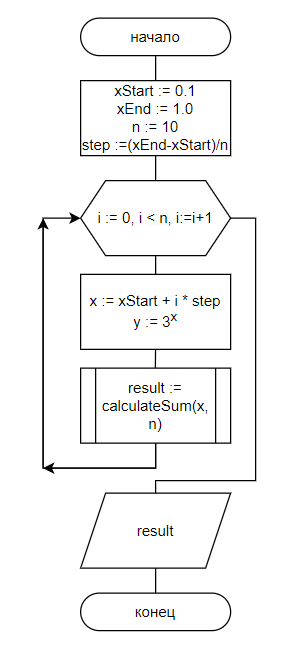 начало
xStart := 0.1
xEnd := 1.0
n := 10
step :=(xEnd-xStart)/n
i := 0, i < n, i:=i+1
x := xStart + i * step
y := 3ˣ
result :=
calculateSum(x,
n)
result
конец